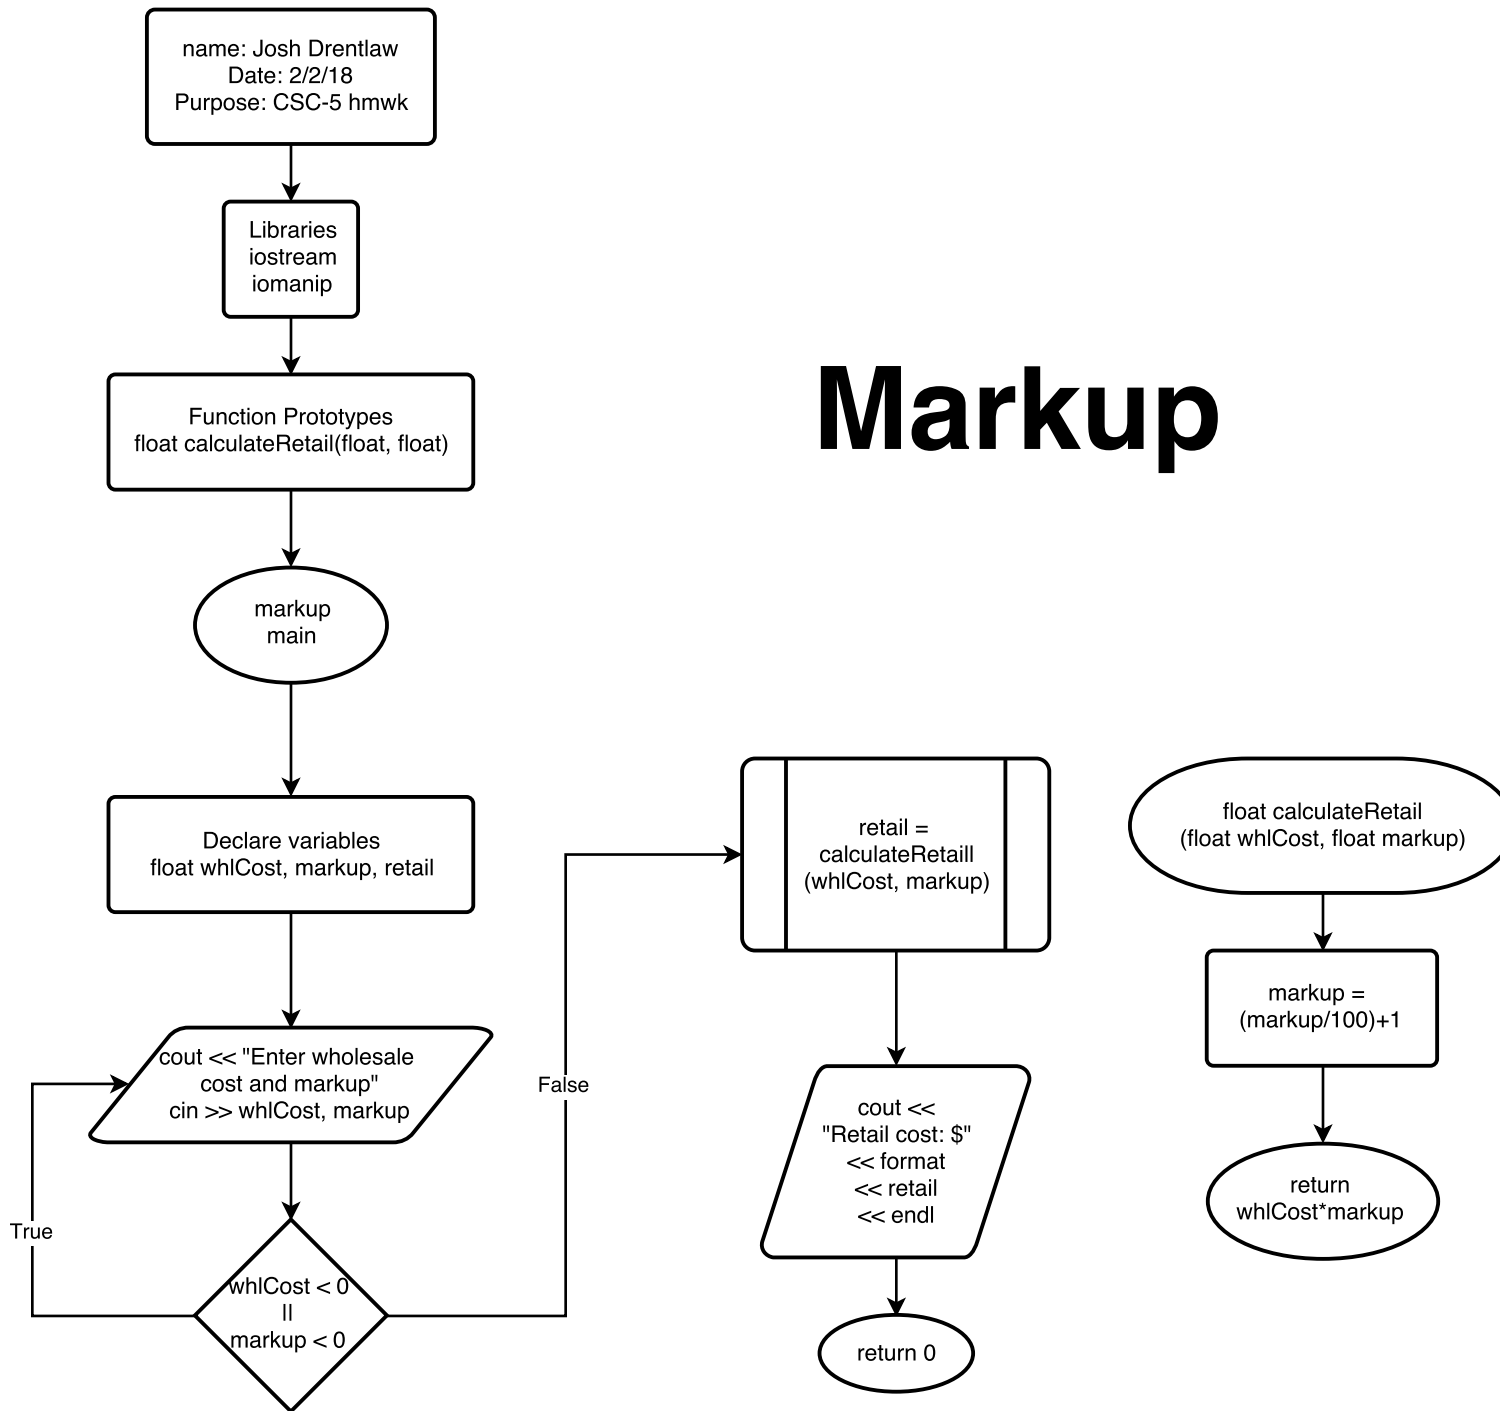 name: Josh Drentlaw
Date: 2/2/18
Purpose: CSC-5 hmwk
Libraries
iostream
iomanip
Function Prototypes
float calculateRetail(float, float)
Markup
markup
main
Declare variables
float whlCost, markup, retail
cout << "Enter wholesale
cost and markup"
cin >> whlCost, markup
True
whlCost < 0
||
markup < 0
False
retail =
calculateRetaill
(whlCost, markup)
cout <<
"Retail cost: $"
<< format
<< retail
<< endl
return 0
float calculateRetail
(float whlCost, float markup)
markup =
(markup/100)+1
return
whlCost*markup